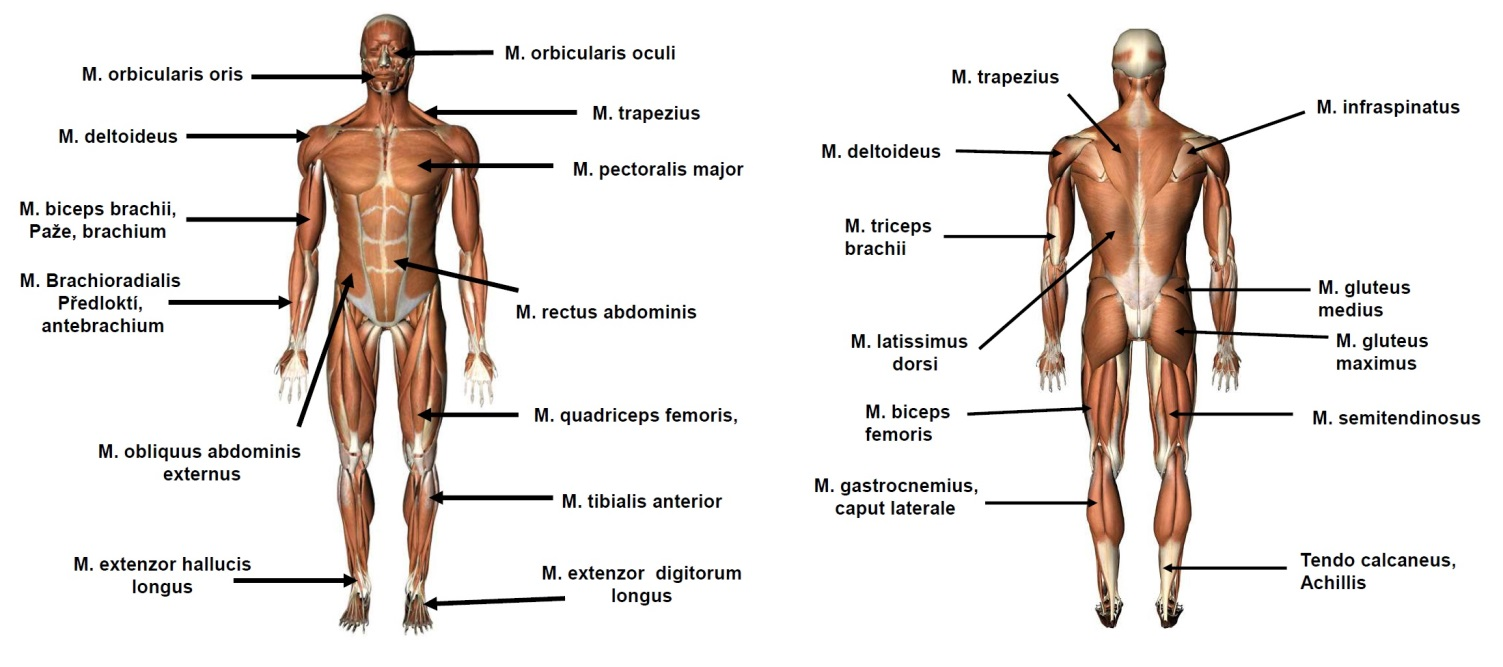 M. orbicularis oculi
M. orbicularis oris
M. trapezius
M. deltoideus
M. pectoralis major
M. biceps brachii,
Paže, brachium
M. Brachioradialis
Předloktí,
antebrachium
M. rectus abdominis
M. quadriceps femoris,
M. obliquus abdominis
externus
M. tibialis anterior
M. extenzor hallucis
longus
M. extenzor digitorum
longus
M. trapezius
M. infraspinatus
M. deltoideus
M. triceps
brachii
M. gluteus
medius
M. latissimus
dorsi
M. gluteus
maximus
M. biceps
femoris
M. semitendinosus
M. gastrocnemius,
caput laterale
Tendo calcaneus,
Achillis